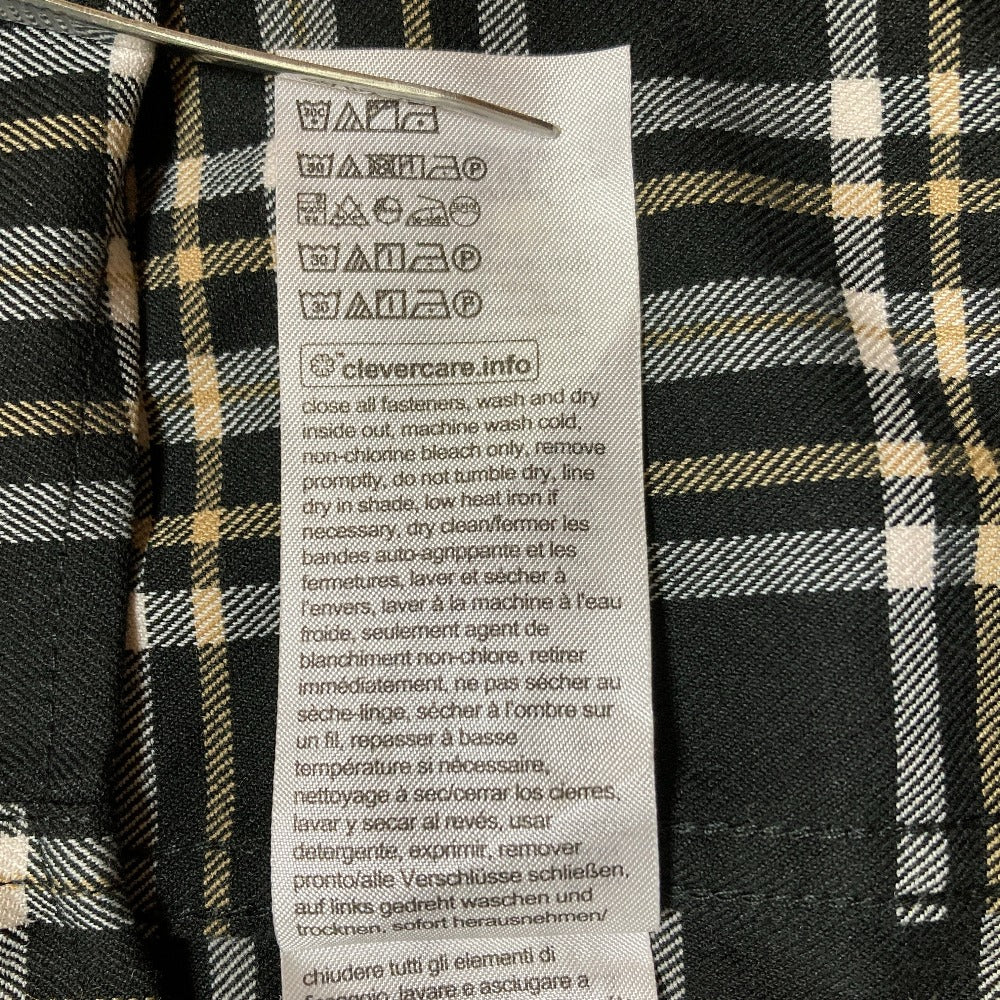 clevercare.info
close all fasteners, wash and dry
inside out, machine wash cold,
non-chlorine bleach only, remove
promptly, do not tumble dry, line
dry in shade, low heat iron if
necessary, dry clean/fermer les
bandes auto-agrippante et les
fermetures, laver et sécher à
l'envers, laver à la machine à l'eau
froide, seulement agent de
blanchiment non-chlore, retirer
immédiatement, ne pas sécher au
sèche-linge, sécher à l'ombre sur
un fil, repasser à basse
température si nécessaire,
nettoyage à sec/cerrar los cierres,
lavar y secar al revés, usar
detergente, exprimir, remover
pronto/alle Verschlüsse schließen,
auf links gedreht waschen und
trocknen, sofort herausnehmen/
chiudere tutti gli elementi di
lavare e asciugare a